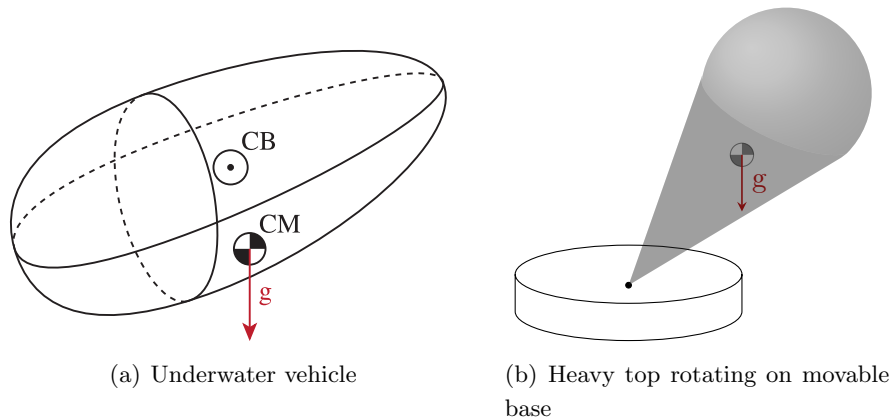 CB
CM
g
g
(a) Underwater vehicle
(b) Heavy top rotating on movable
base